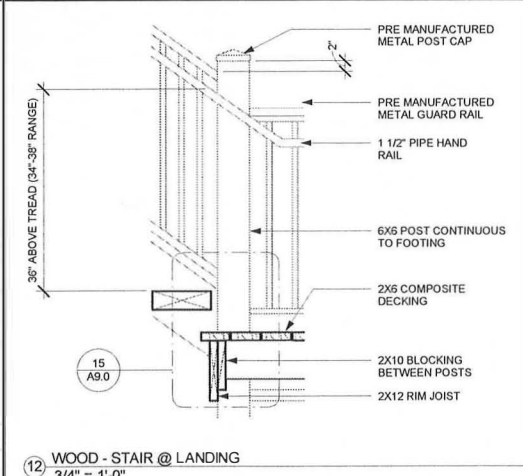 PRE MANUFACTURED
METAL POST CAP
2"
PRE MANUFACTURED
METAL GUARD RAIL
1 1/2" PIPE HAND
RAIL
36" ABOVE TREAD (34"-38" RANGE)
6X6 POST CONTINUOUS
TO FOOTING
2X6 COMPOSITE
DECKING
15
A9.0
2X10 BLOCKING
BETWEEN POSTS
2X12 RIM JOIST
12 WOOD - STAIR @ LANDING
3/4" = 1'-0"